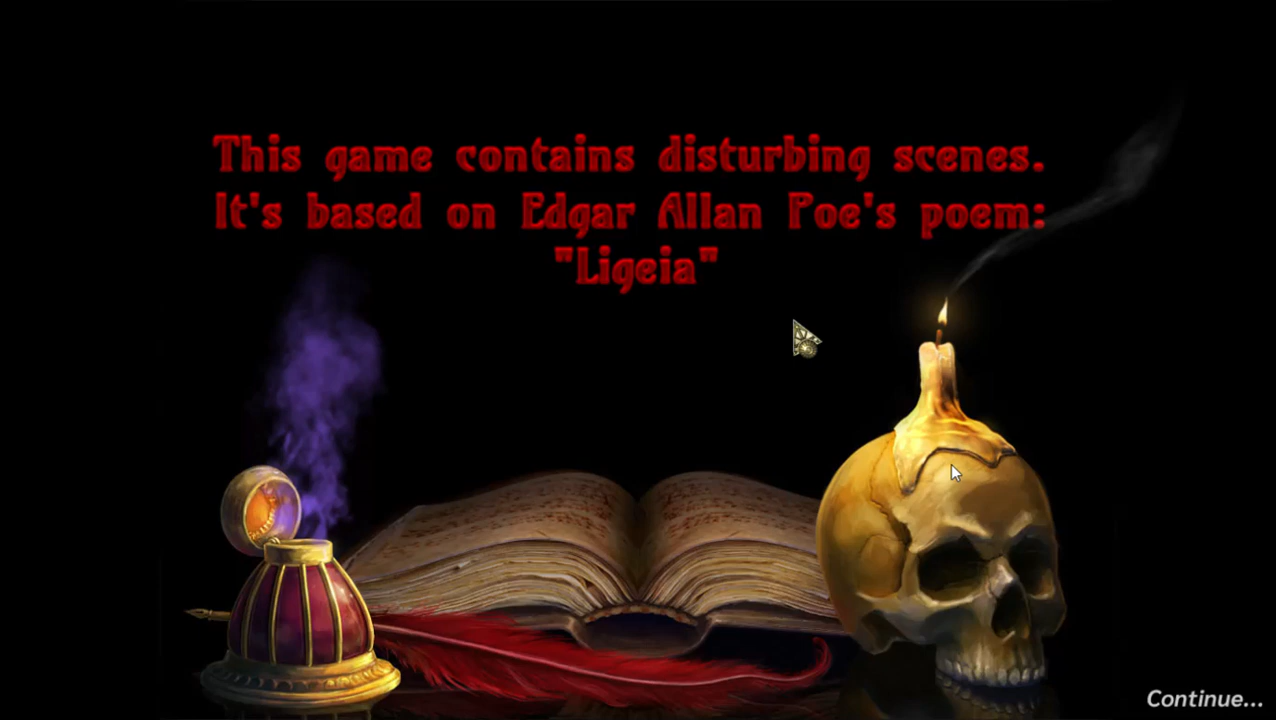 This game contains disturbing scenes.
It's based on Edgar Allan Poe's poem:
"Ligeia"
Continue...